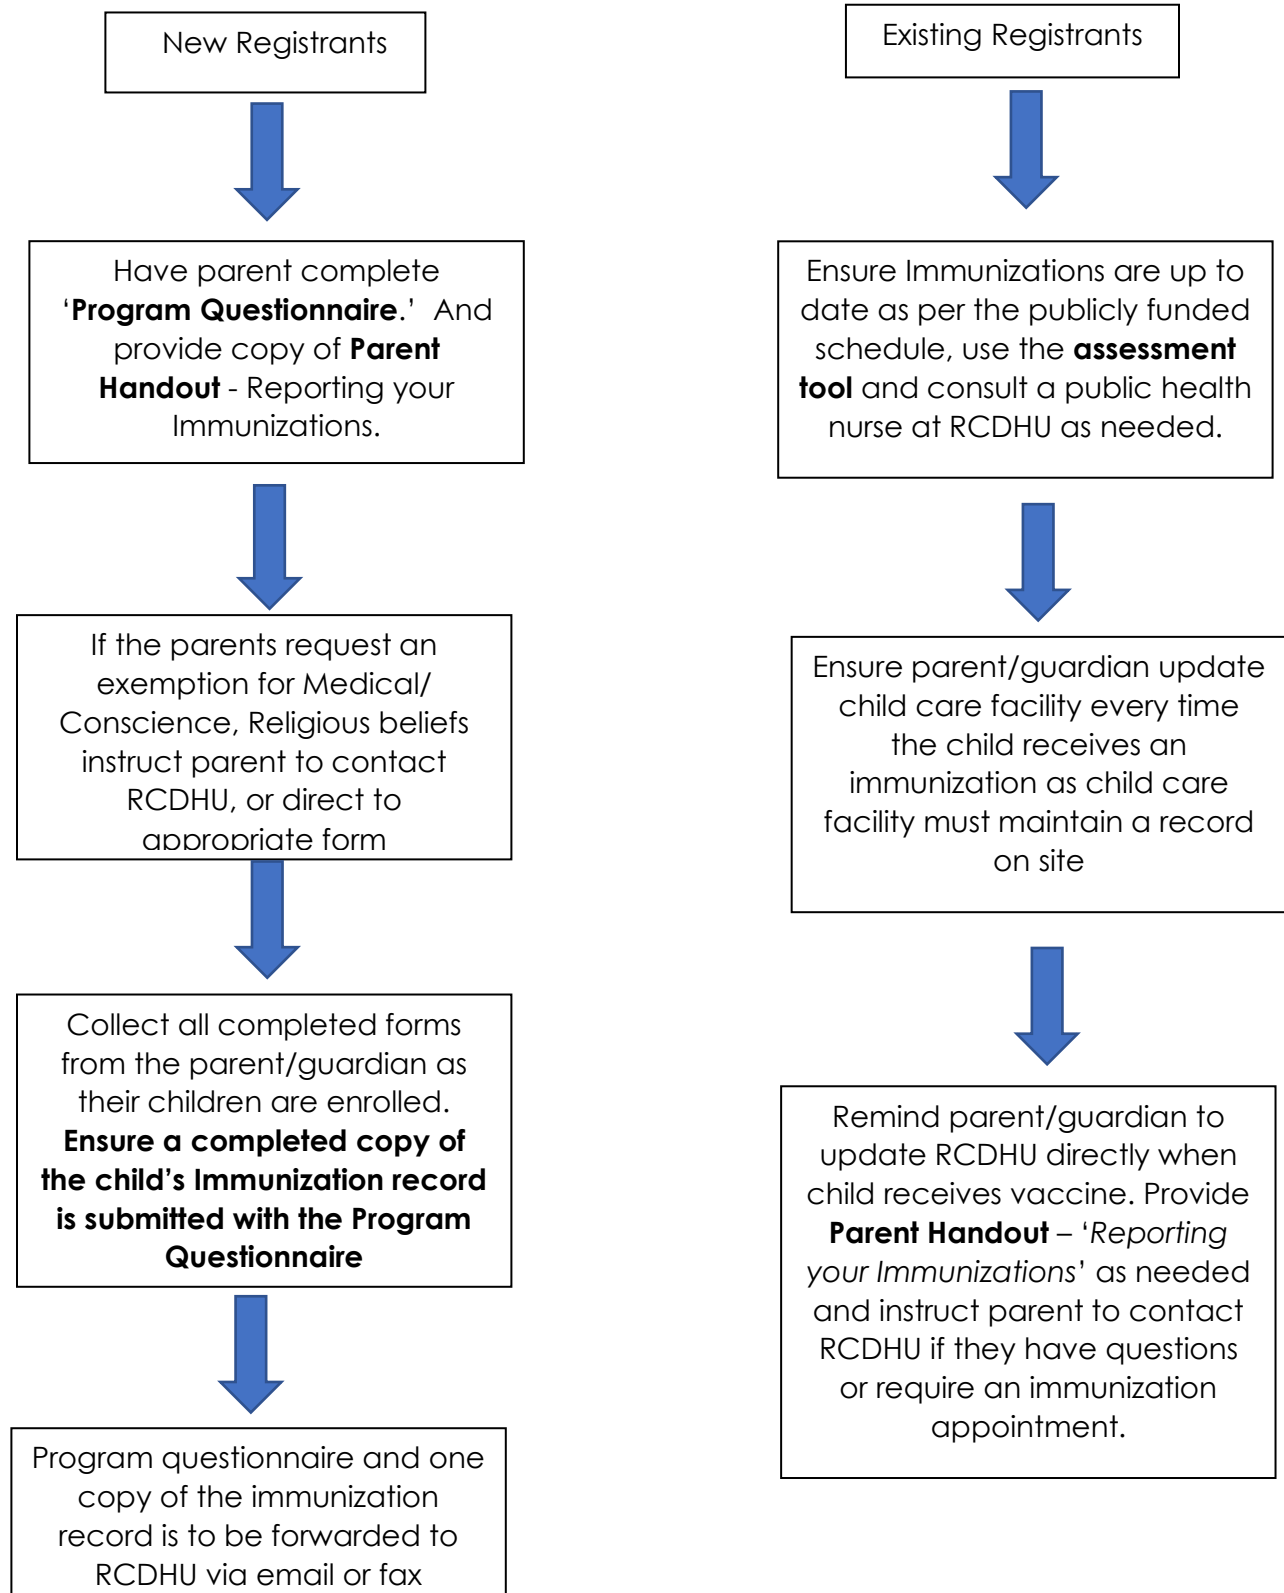 New Registrants
Have parent complete
‘Program Questionnaire.’ And
provide copy of Parent
Handout - Reporting your
Immunizations.
If the parents request an
exemption for Medical/
Conscience, Religious beliefs
instruct parent to contact
RCDHU, or direct to
appropriate form
Collect all completed forms
from the parent/guardian as
their children are enrolled.
Ensure a completed copy of
the child’s Immunization record
is submitted with the Program
Questionnaire
Program questionnaire and one
copy of the immunization
record is to be forwarded to
RCDHU via email or fax
Existing Registrants
Ensure Immunizations are up to
date as per the publicly funded
schedule, use the assessment
tool and consult a public health
nurse at RCDHU as needed.
Ensure parent/guardian update
child care facility every time
the child receives an
immunization as child care
facility must maintain a record
on site
Remind parent/guardian to
update RCDHU directly when
child receives vaccine. Provide
Parent Handout – ‘Reporting
your Immunizations’ as needed
and instruct parent to contact
RCDHU if they have questions
or require an immunization
appointment.